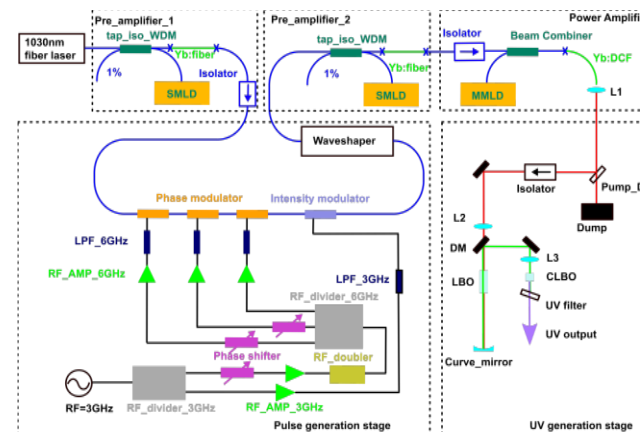 Pre_amplifier_1
Pre_amplifier_2
Power Amplifi
1030nm
fiber laser
tap_iso_WDM
Yb:fiber
1%
SMLD
Isolator
tap_iso_WDM
Yb:fiber
1%
SMLD
Isolator
Beam Combiner
Yb:DCF
MMLD
L1
Waveshaper
Phase modulator
Intensity modulator
LPF_6GHz
RF_AMP_6GHz
LPF_3GHz
RF_divider_6GHz
Phase shifter
RF_doubler
RF=3GHz
RF_divider_3GHz
RF_AMP_3GHz
Pulse generation stage
Isolator
Pump_D
Dump
L2
DM
L3
LBO
CLBO
UV filter
UV output
Curve_mirror
UV generation stage